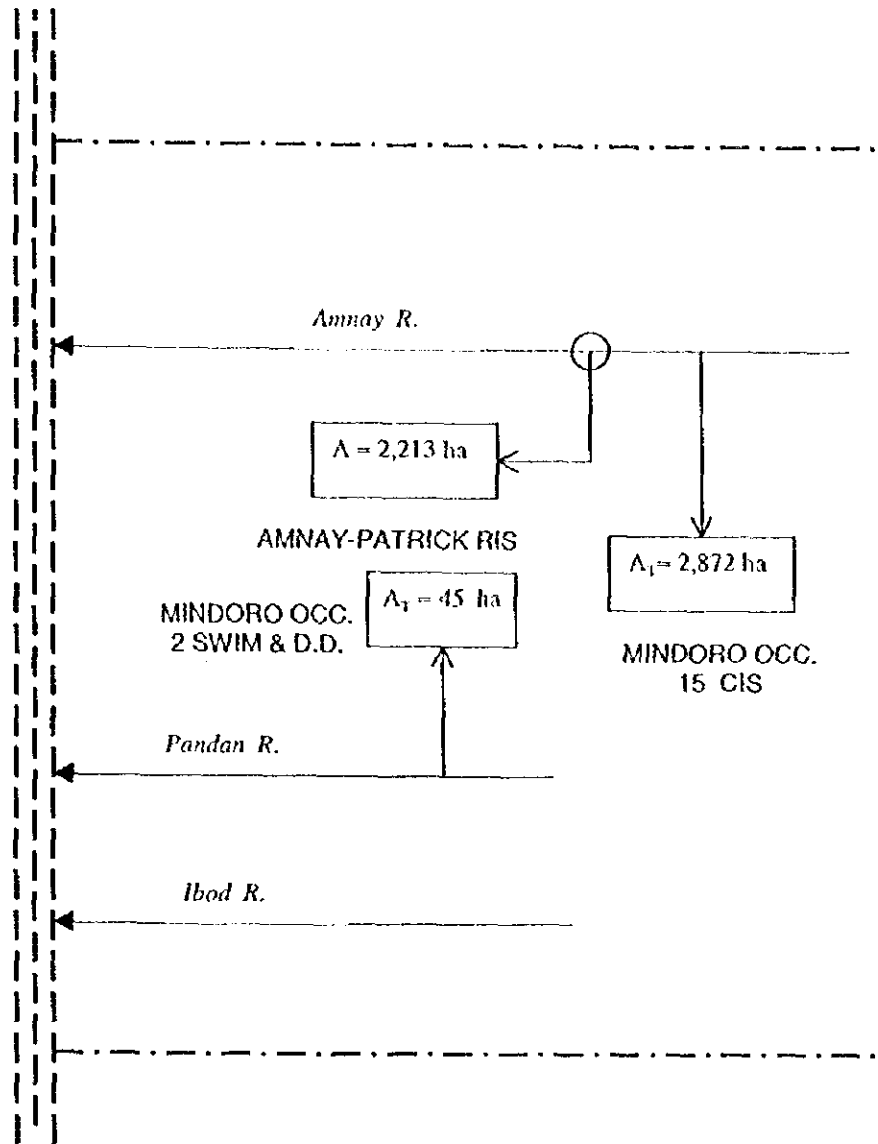 Amnay R.
A = 2,213 ha
AMNAY-PATRICK RIS
A₁ = 2,872 ha
MINDORO OCC.
15 CIS
A_T = 45 ha
MINDORO OCC.
2 SWIM & D.D.
Pandan R.
Ibod R.